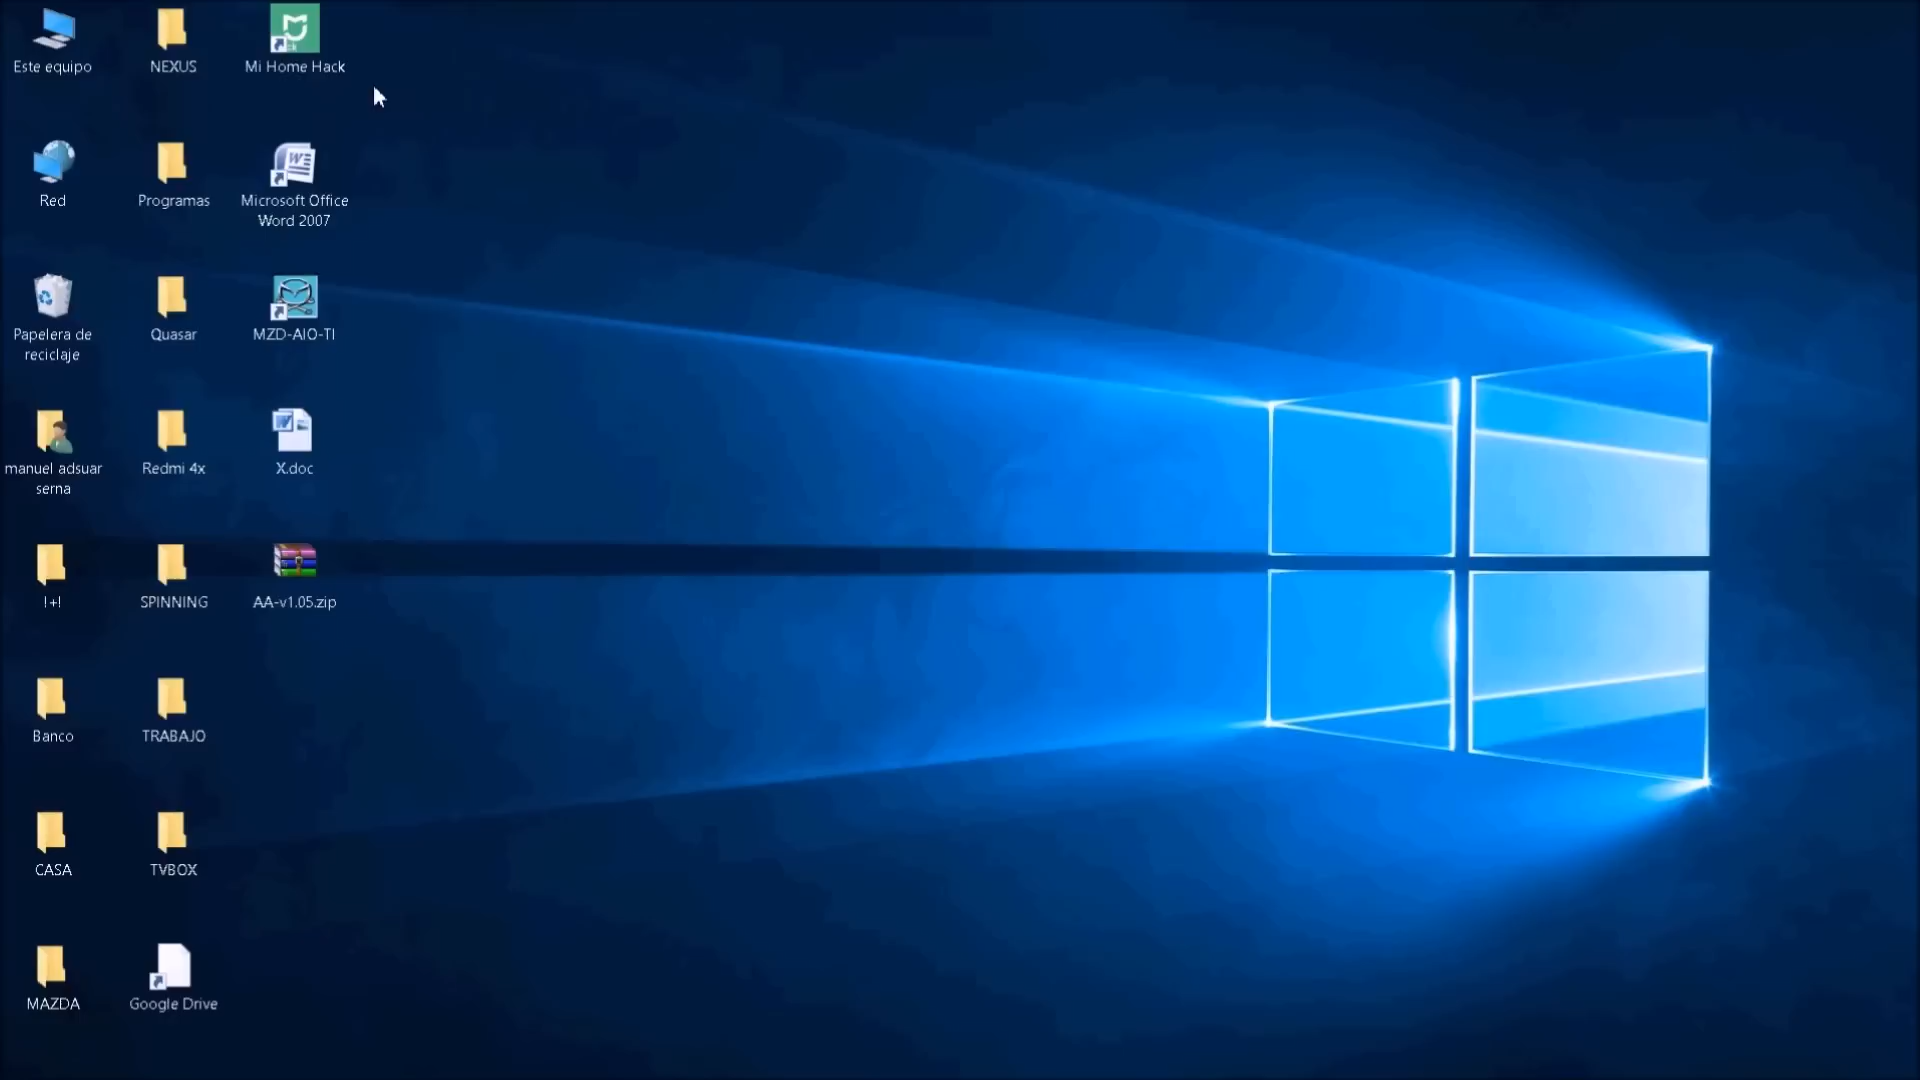 Este equipo
NEXUS
Mi Home Hack
Red
Programas
Microsoft Office
Word 2007
Papelera de
reciclaje
Quasar
MZD-AIO-TI
manuel adsuar
serna
Redmi 4x
X.doc
!+!
SPINNING
AA-v1.05.zip
Banco
TRABAJO
CASA
TVBOX
MAZDA
Google Drive